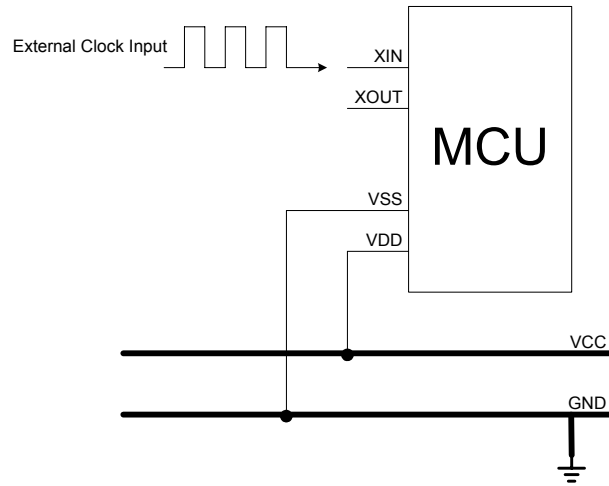 External Clock Input
XIN
XOUT
MCU
VSS
VDD
VCC
GND